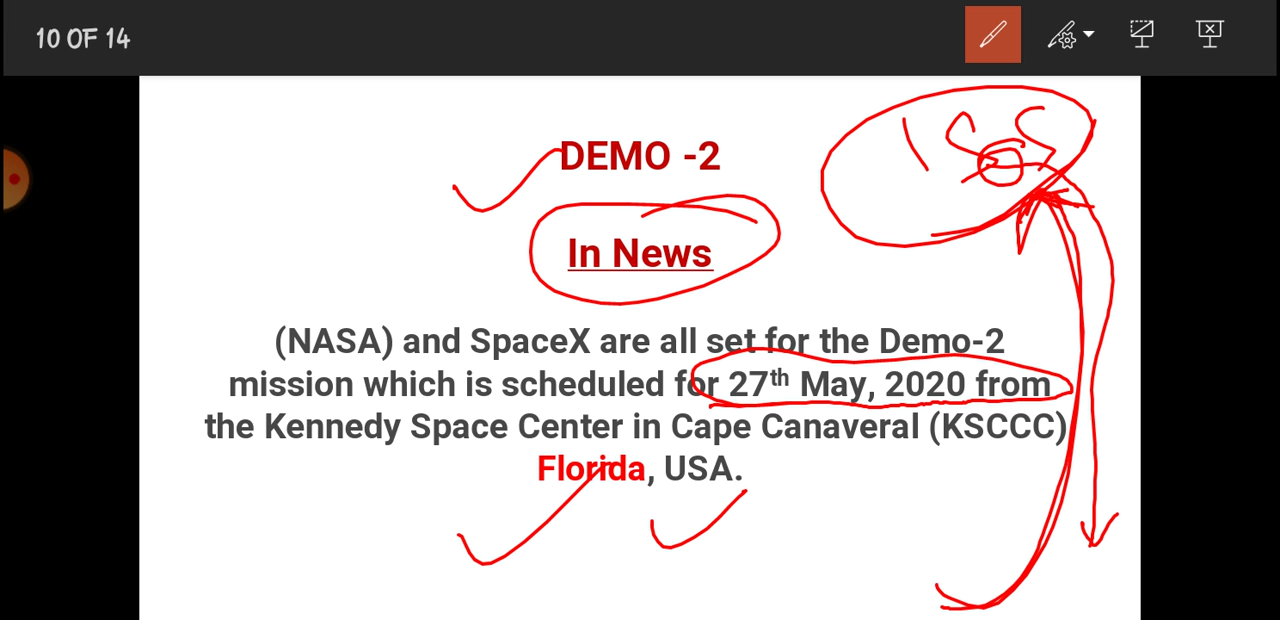 10 OF 14
ISS
DEMO -2
In News
(NASA) and SpaceX are all set for the Demo-2
mission which is scheduled for 27th May, 2020 from
the Kennedy Space Center in Cape Canaveral (KSCCC)
Florida, USA.